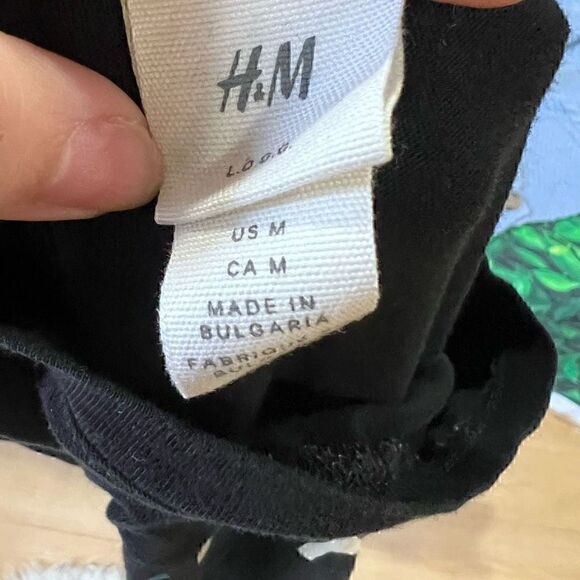 H&M
L.O.G.G.
US M
CA M
MADE IN
BULGARIA